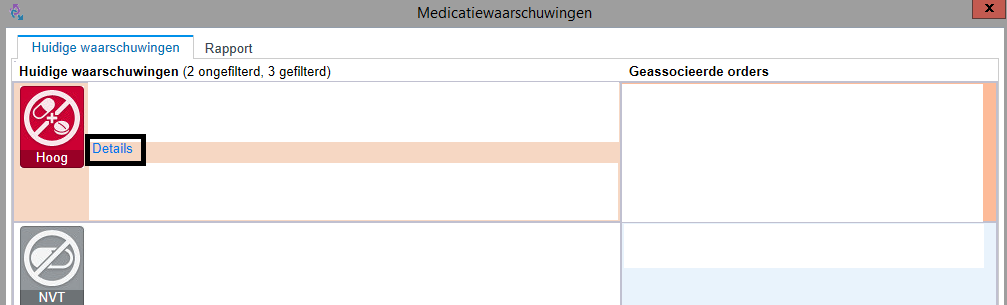 Medicatiewaarschuwingen
x
Huidige waarschuwingen Rapport
Huidige waarschuwingen (2 ongefilterd, 3 gefilterd) Geassocieerde orders
Details
Hoog
NVT